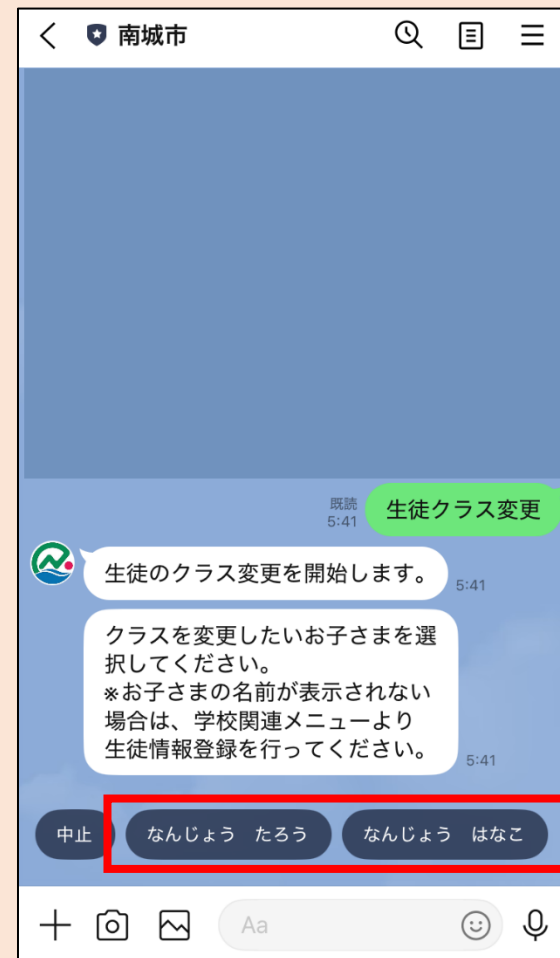 南城市
既読
5:41
生徒クラス変更
生徒のクラス変更を開始します。
5:41
クラスを変更したいお子さまを選
択してください。
※お子さまの名前が表示されない
場合は、学校関連メニューより
生徒情報登録を行ってください。
5:41
中止 なんじょう　たろう なんじょう　はなこ
Aa